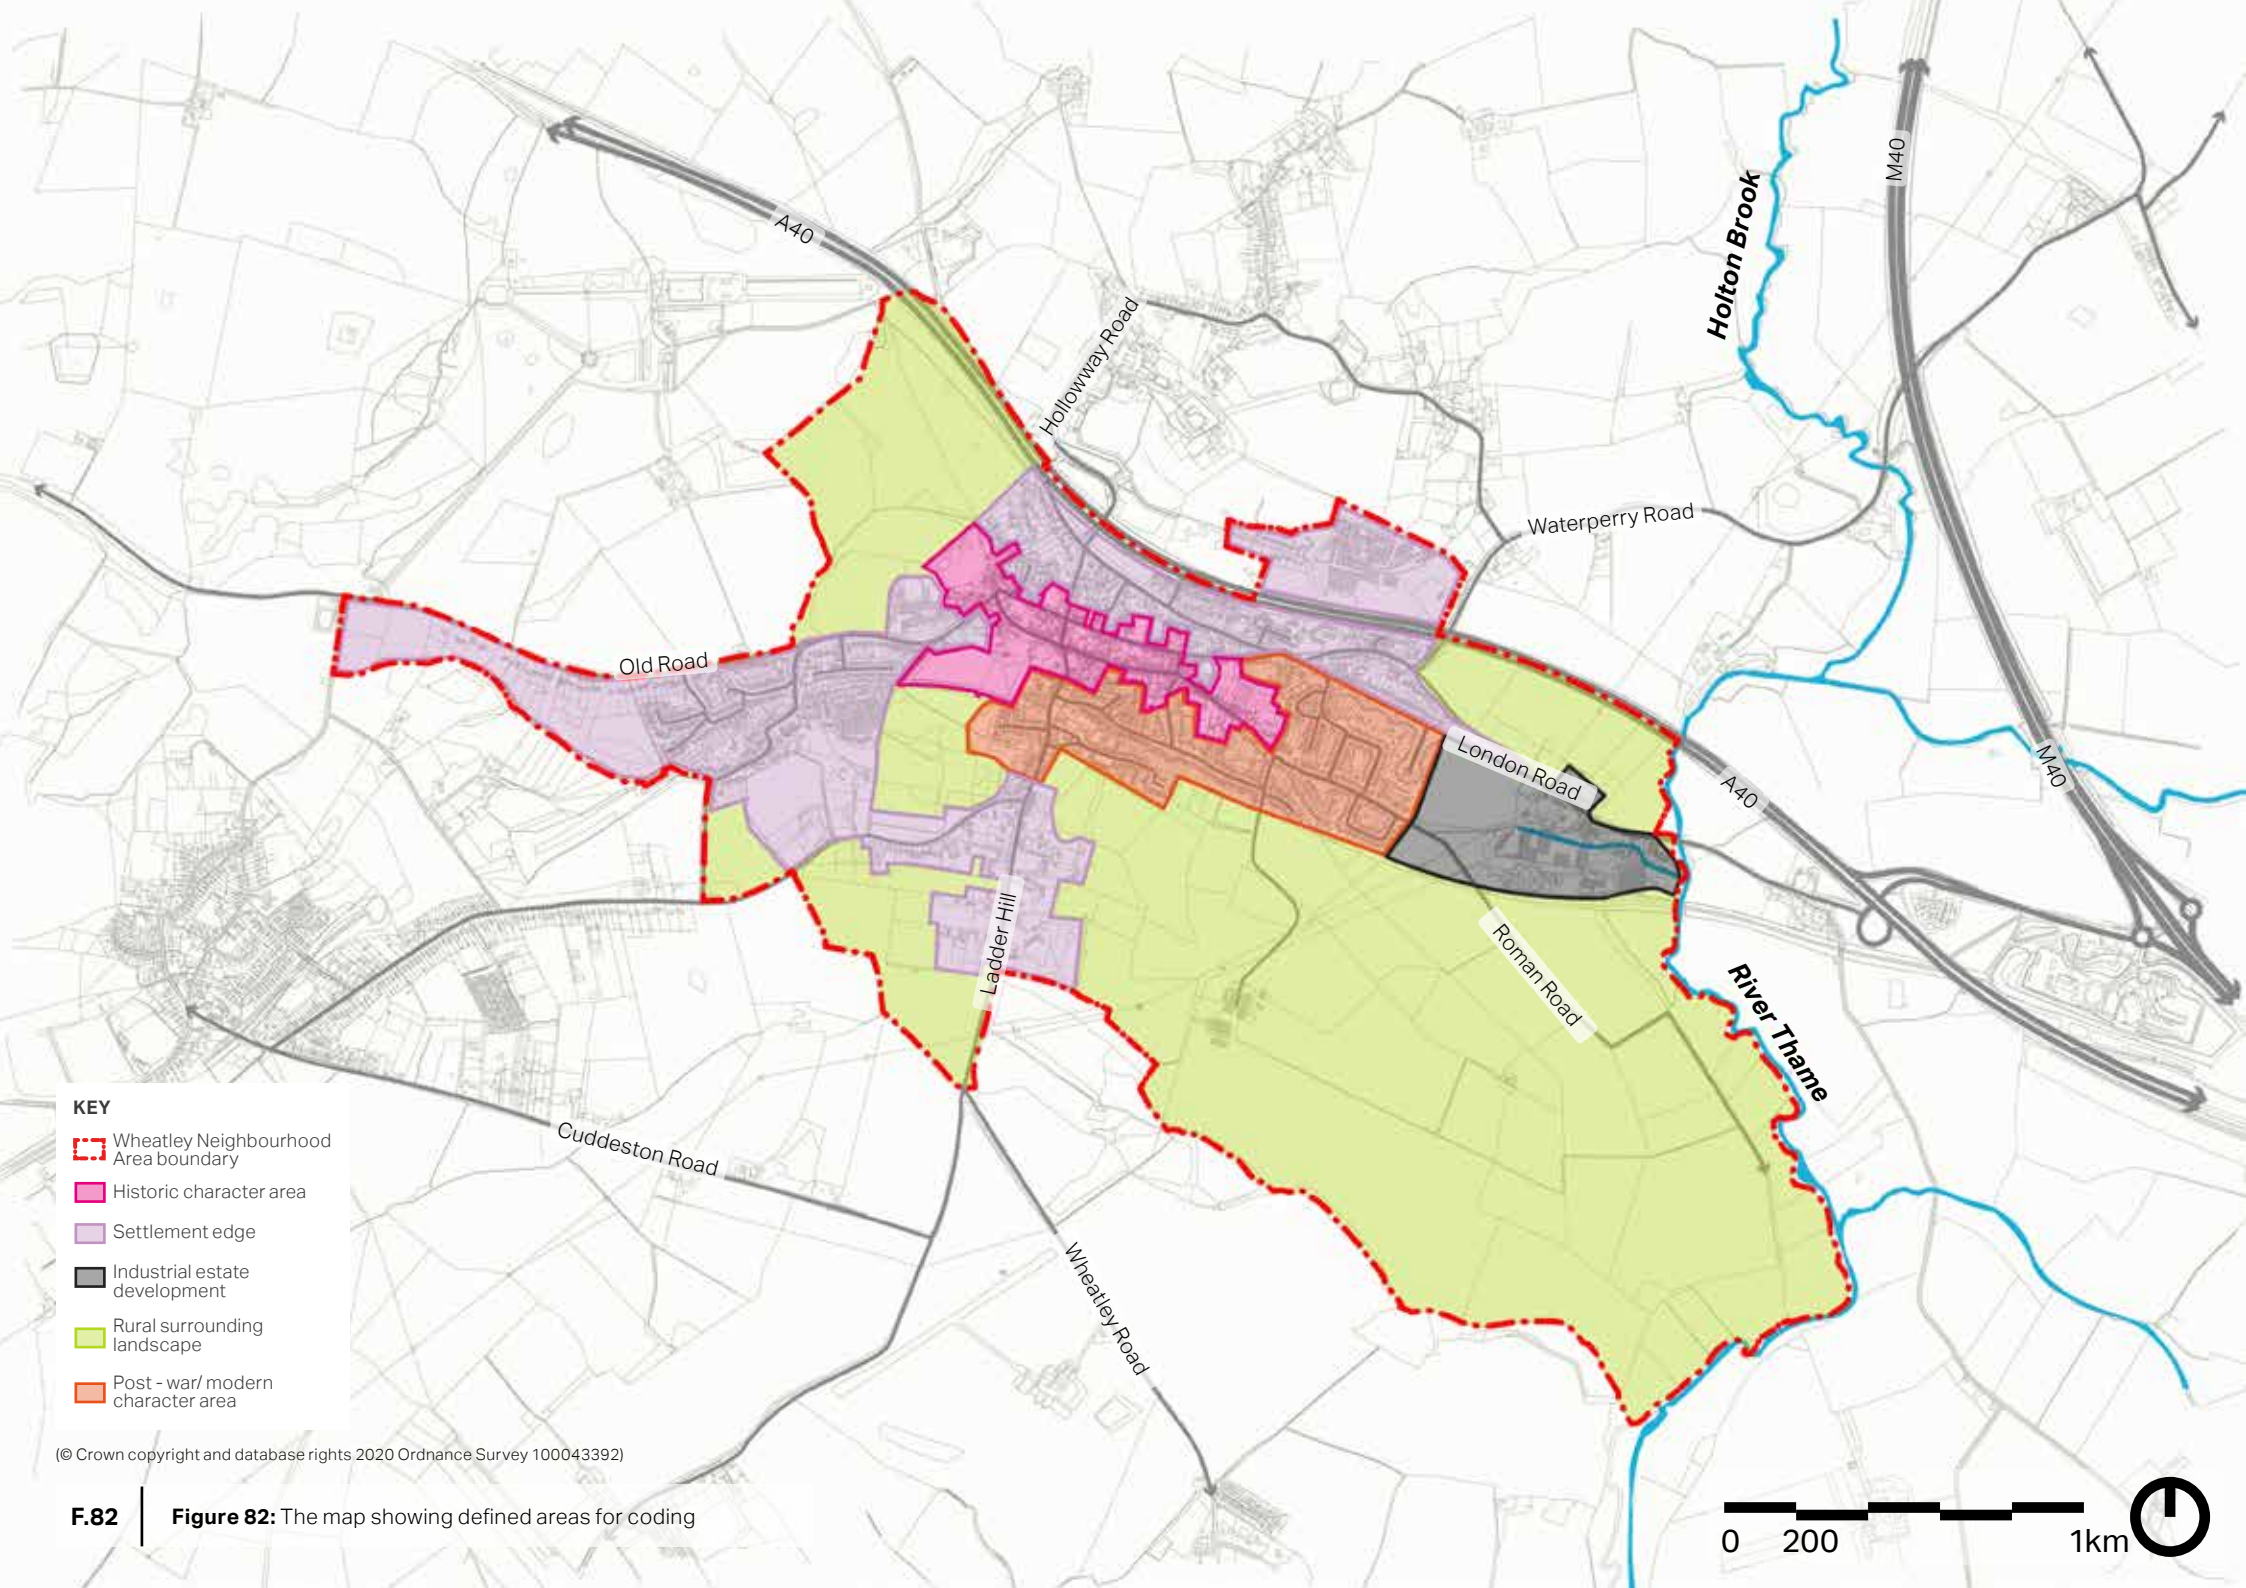 M40
Holton Brook
A40
Hollowway Road
Waterperry Road
Old Road
London Road
M40
A40
Ladder Hill
Roman Road
River Thame
Cuddeston Road
Wheatley Road
KEY
Wheatley Neighbourhood
Area boundary
Historic character area
Settlement edge
Industrial estate
development
Rural surrounding
landscape
Post - war/ modern
character area
(© Crown copyright and database rights 2020 Ordnance Survey 100043392)
F.82
Figure 82: The map showing defined areas for coding
0 200 1km